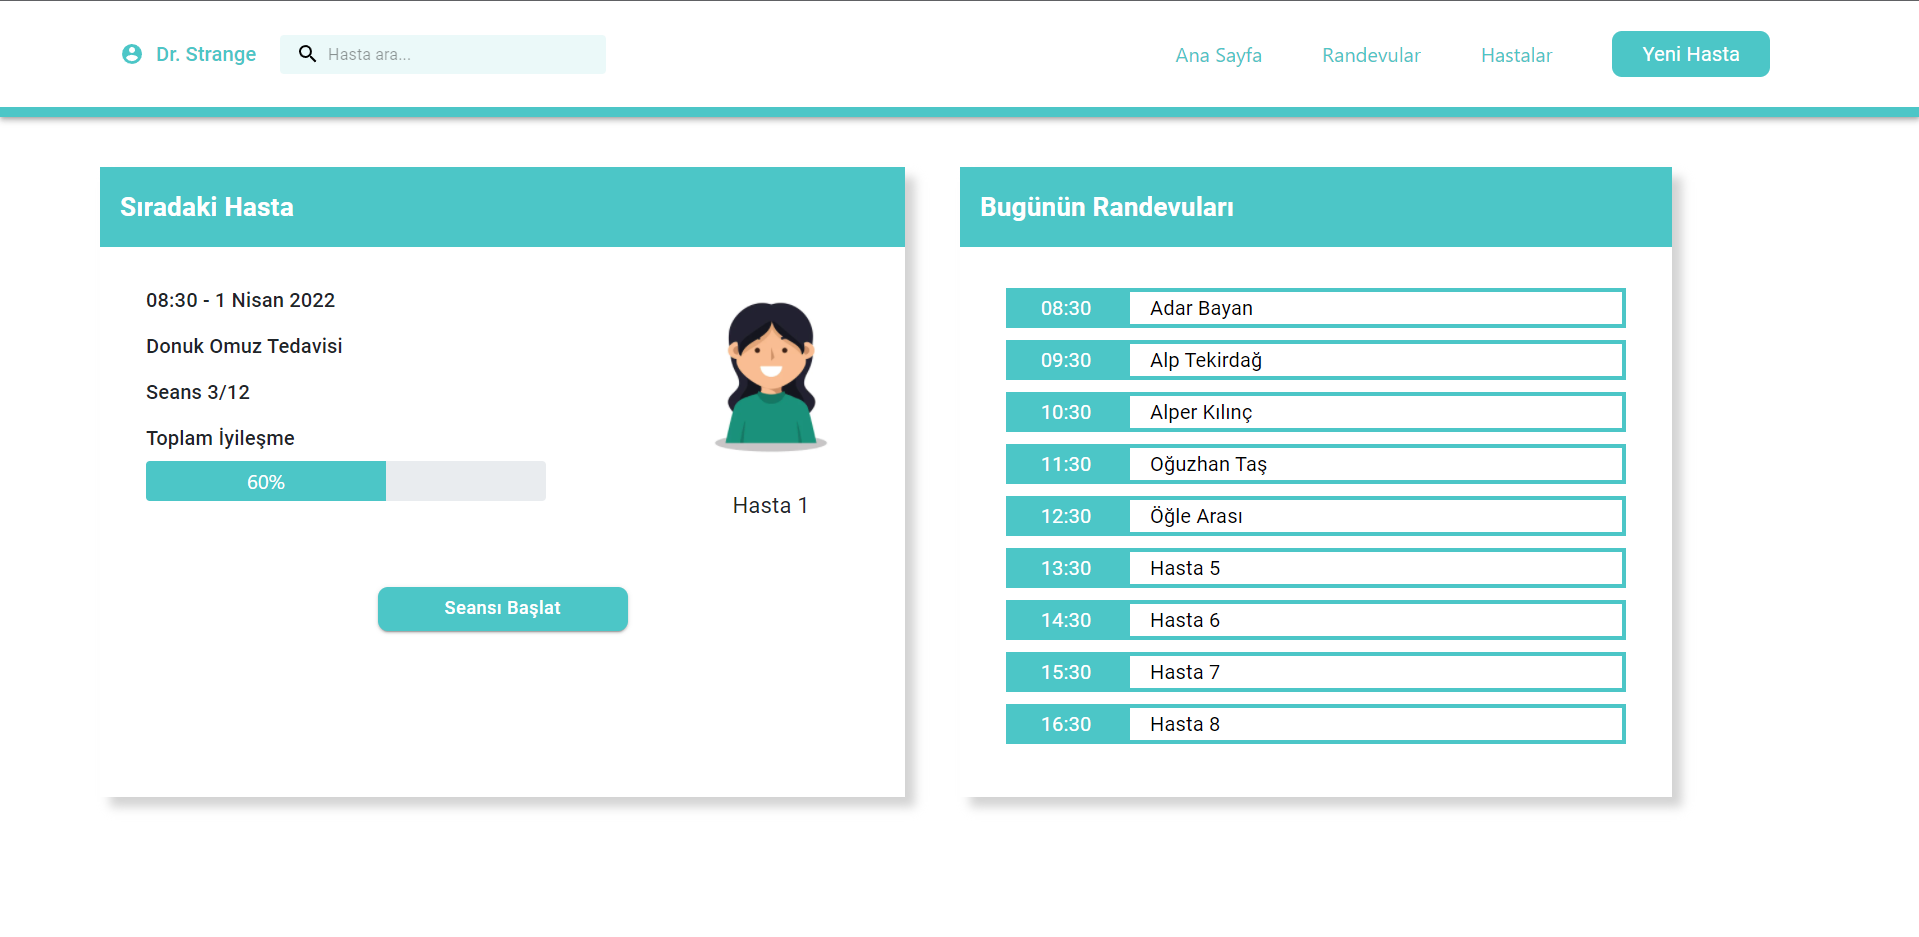 Dr. Strange
Hasta ara...
Ana Sayfa
Randevular
Hastalar
Yeni Hasta
Sıradaki Hasta
08:30 - 1 Nisan 2022
Donuk Omuz Tedavisi
Seans 3/12
Toplam İyileşme
60%
Hasta 1
Seansı Başlat
Bugünün Randevuları
08:30 Adar Bayan
09:30 Alp Tekirdağ
10:30 Alper Kılınç
11:30 Oğuzhan Taş
12:30 Öğle Arası
13:30 Hasta 5
14:30 Hasta 6
15:30 Hasta 7
16:30 Hasta 8